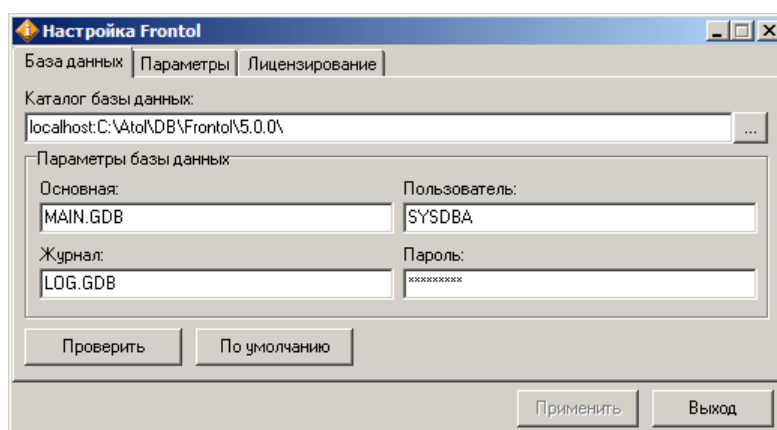 Настройка Frontol
База данных Параметры Лицензирование
Каталог базы данных:
localhost:C:\Atol\DB\Frontol\5.0.0\ ...
Параметры базы данных
Основная: Пользователь:
MAIN.GDB SYSDBA
Журнал: Пароль:
LOG.GDB *********
Проверить По умолчанию
Применить Выход